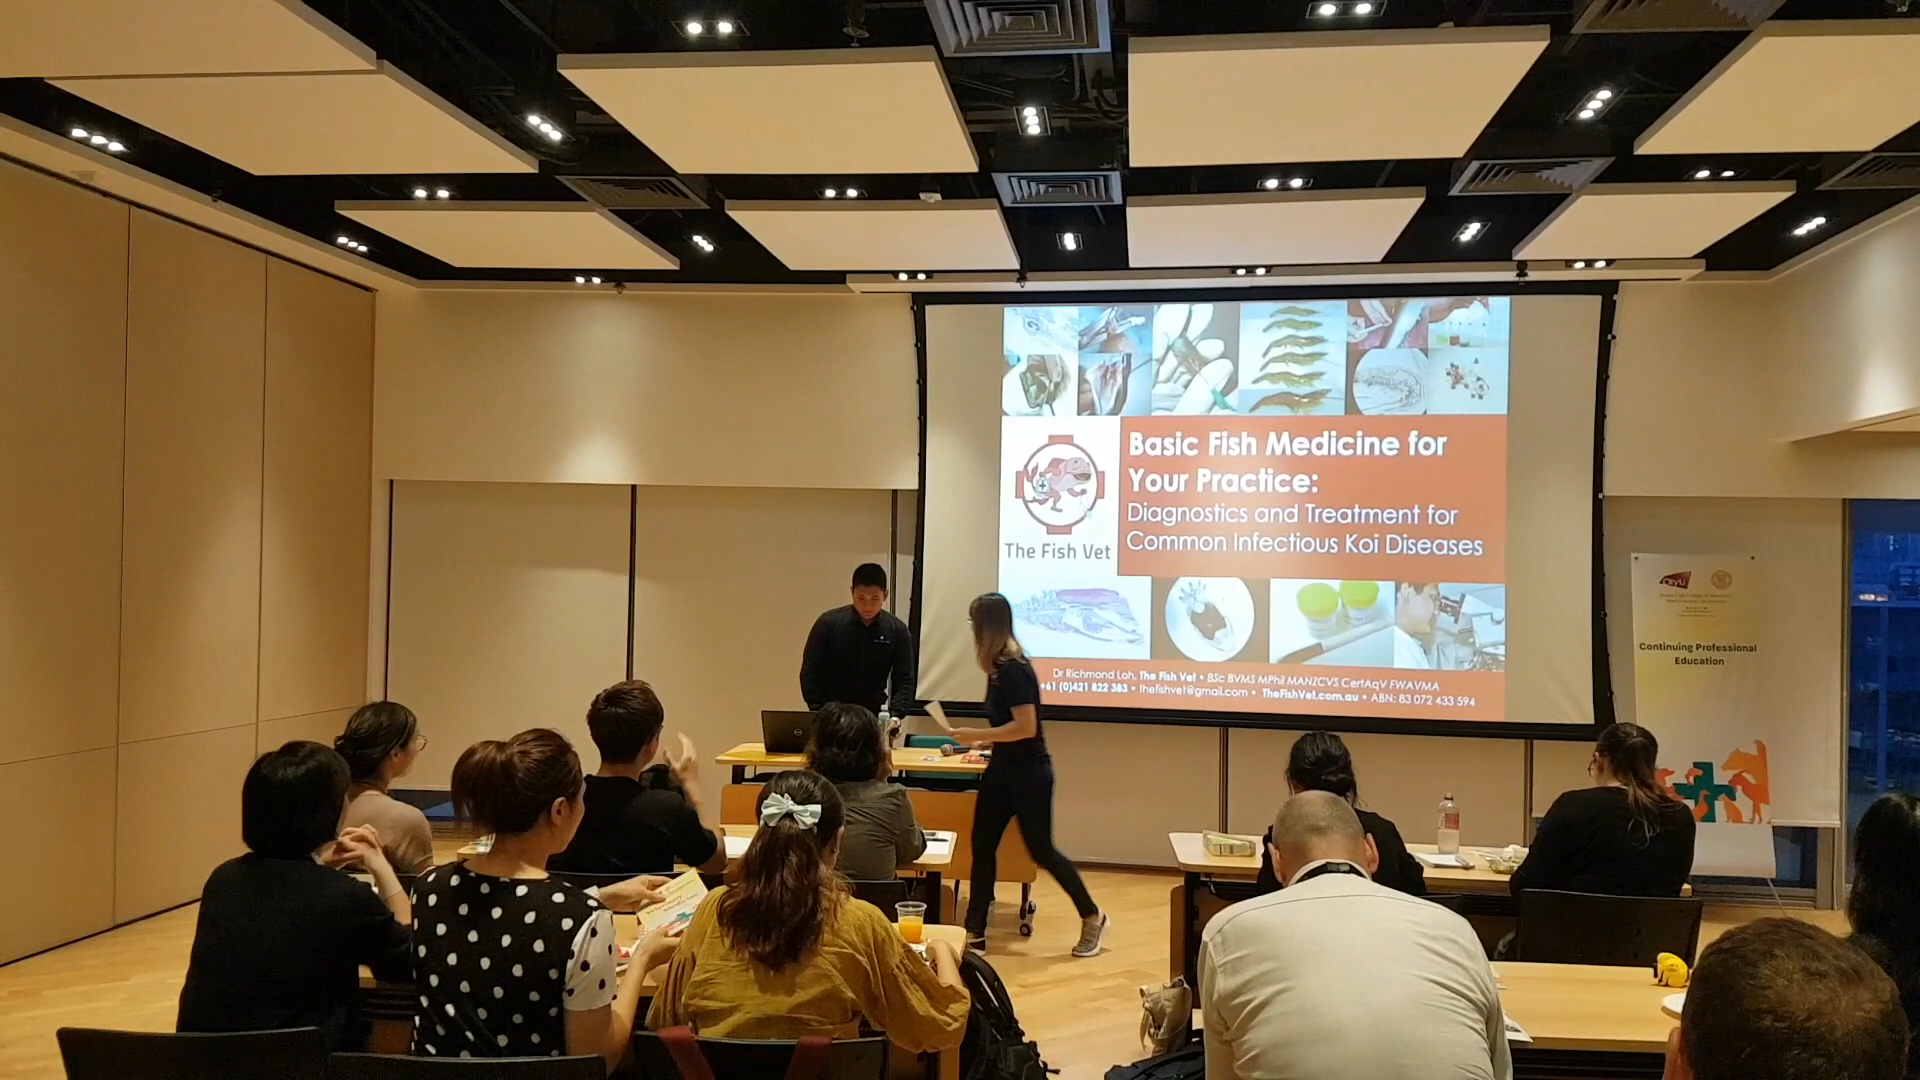 Basic Fish Medicine for
Your Practice:
Diagnostics and Treatment for
Common Infectious Koi Diseases
The Fish Vet
Dr Richmond Loh, The Fish Vet • BSc BVMS MPhil MANZCVS CertAqV FWAVMA
+61 (0)421 822 383 • thefishvet@gmail.com • TheFishVet.com.au • ABN: 83 072 433 594
CityU
Continuing Professional
Education
DELL